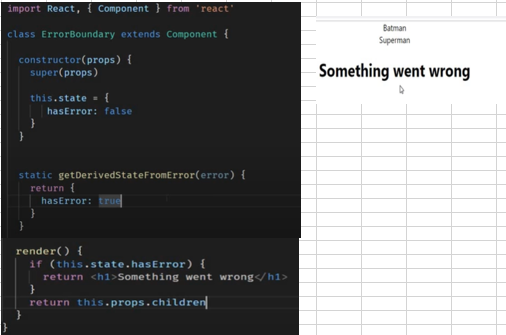 import React, { Component } from 'react'
class ErrorBoundary extends Component {
constructor(props) {
super(props)
this.state = {
hasError: false
}
}
static getDerivedStateFromError(error) {
return {
hasError: true
}
}
render() {
if (this.state.hasError) {
return <h1>Something went wrong</h1>
}
return this.props.children
}
}
Batman
Superman
Something went wrong